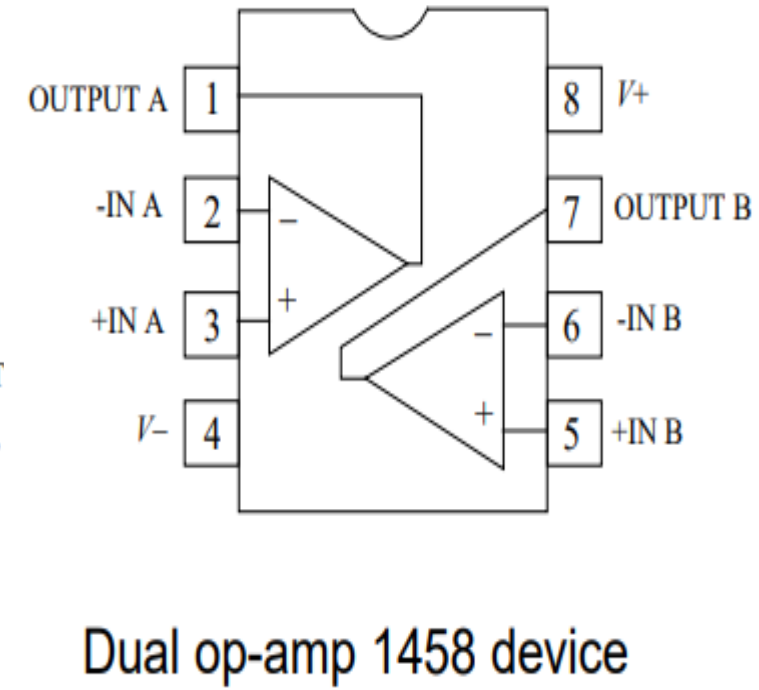 OUTPUT A 1 8 V+
-IN A 2 − 7 OUTPUT B
+IN A 3 + − 6 -IN B
V− 4 + 5 +IN B
Dual op-amp 1458 device